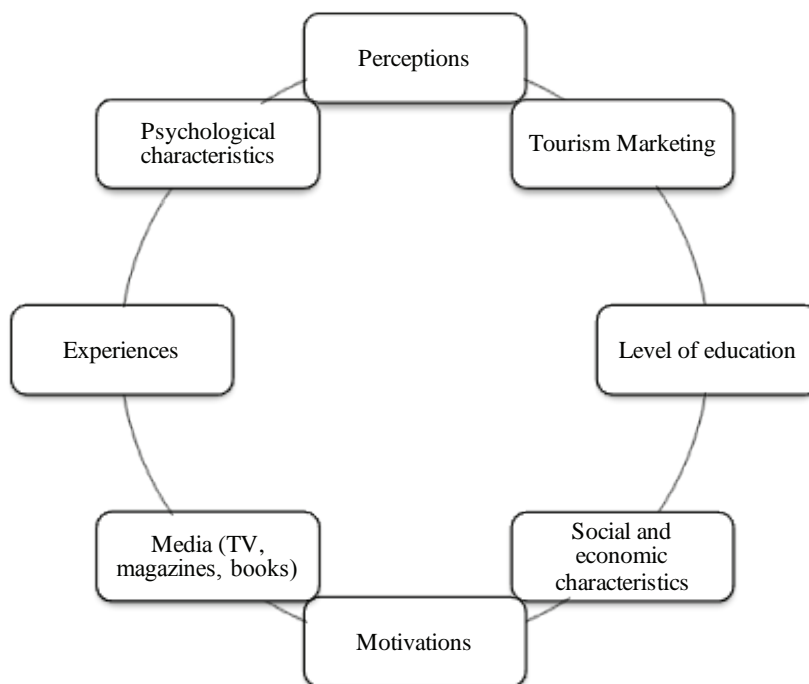 Perceptions
Psychological
characteristics
Tourism Marketing
Experiences
Level of education
Media (TV,
magazines, books)
Social and
economic
characteristics
Motivations